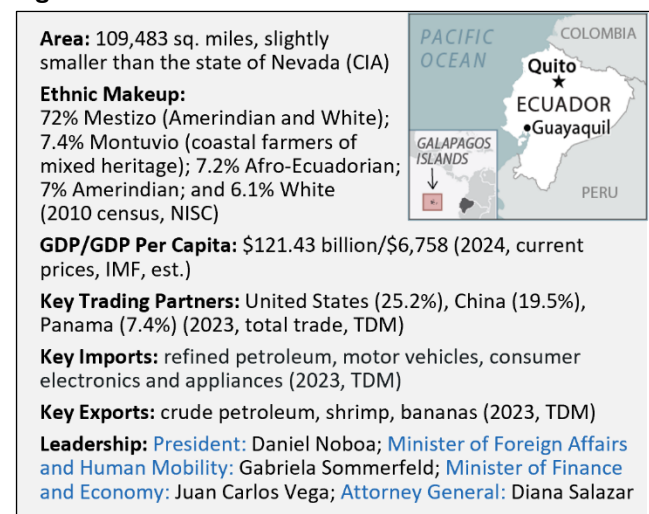 Area: 109,483 sq. miles, slightly
smaller than the state of Nevada (CIA)
Ethnic Makeup:
72% Mestizo (Amerindian and White);
7.4% Montuvio (coastal farmers of
mixed heritage); 7.2% Afro-Ecuadorian;
7% Amerindian; and 6.1% White
(2010 census, NISC)
PACIFIC
OCEAN
COLOMBIA
Quito
ECUADOR
Guayaquil
GALAPAGOS
ISLANDS
PERU
GDP/GDP Per Capita: $121.43 billion/$6,758 (2024, current
prices, IMF, est.)
Key Trading Partners: United States (25.2%), China (19.5%),
Panama (7.4%) (2023, total trade, TDM)
Key Imports: refined petroleum, motor vehicles, consumer
electronics and appliances (2023, TDM)
Key Exports: crude petroleum, shrimp, bananas (2023, TDM)
Leadership: President: Daniel Noboa; Minister of Foreign Affairs
and Human Mobility: Gabriela Sommerfeld; Minister of Finance
and Economy: Juan Carlos Vega; Attorney General: Diana Salazar